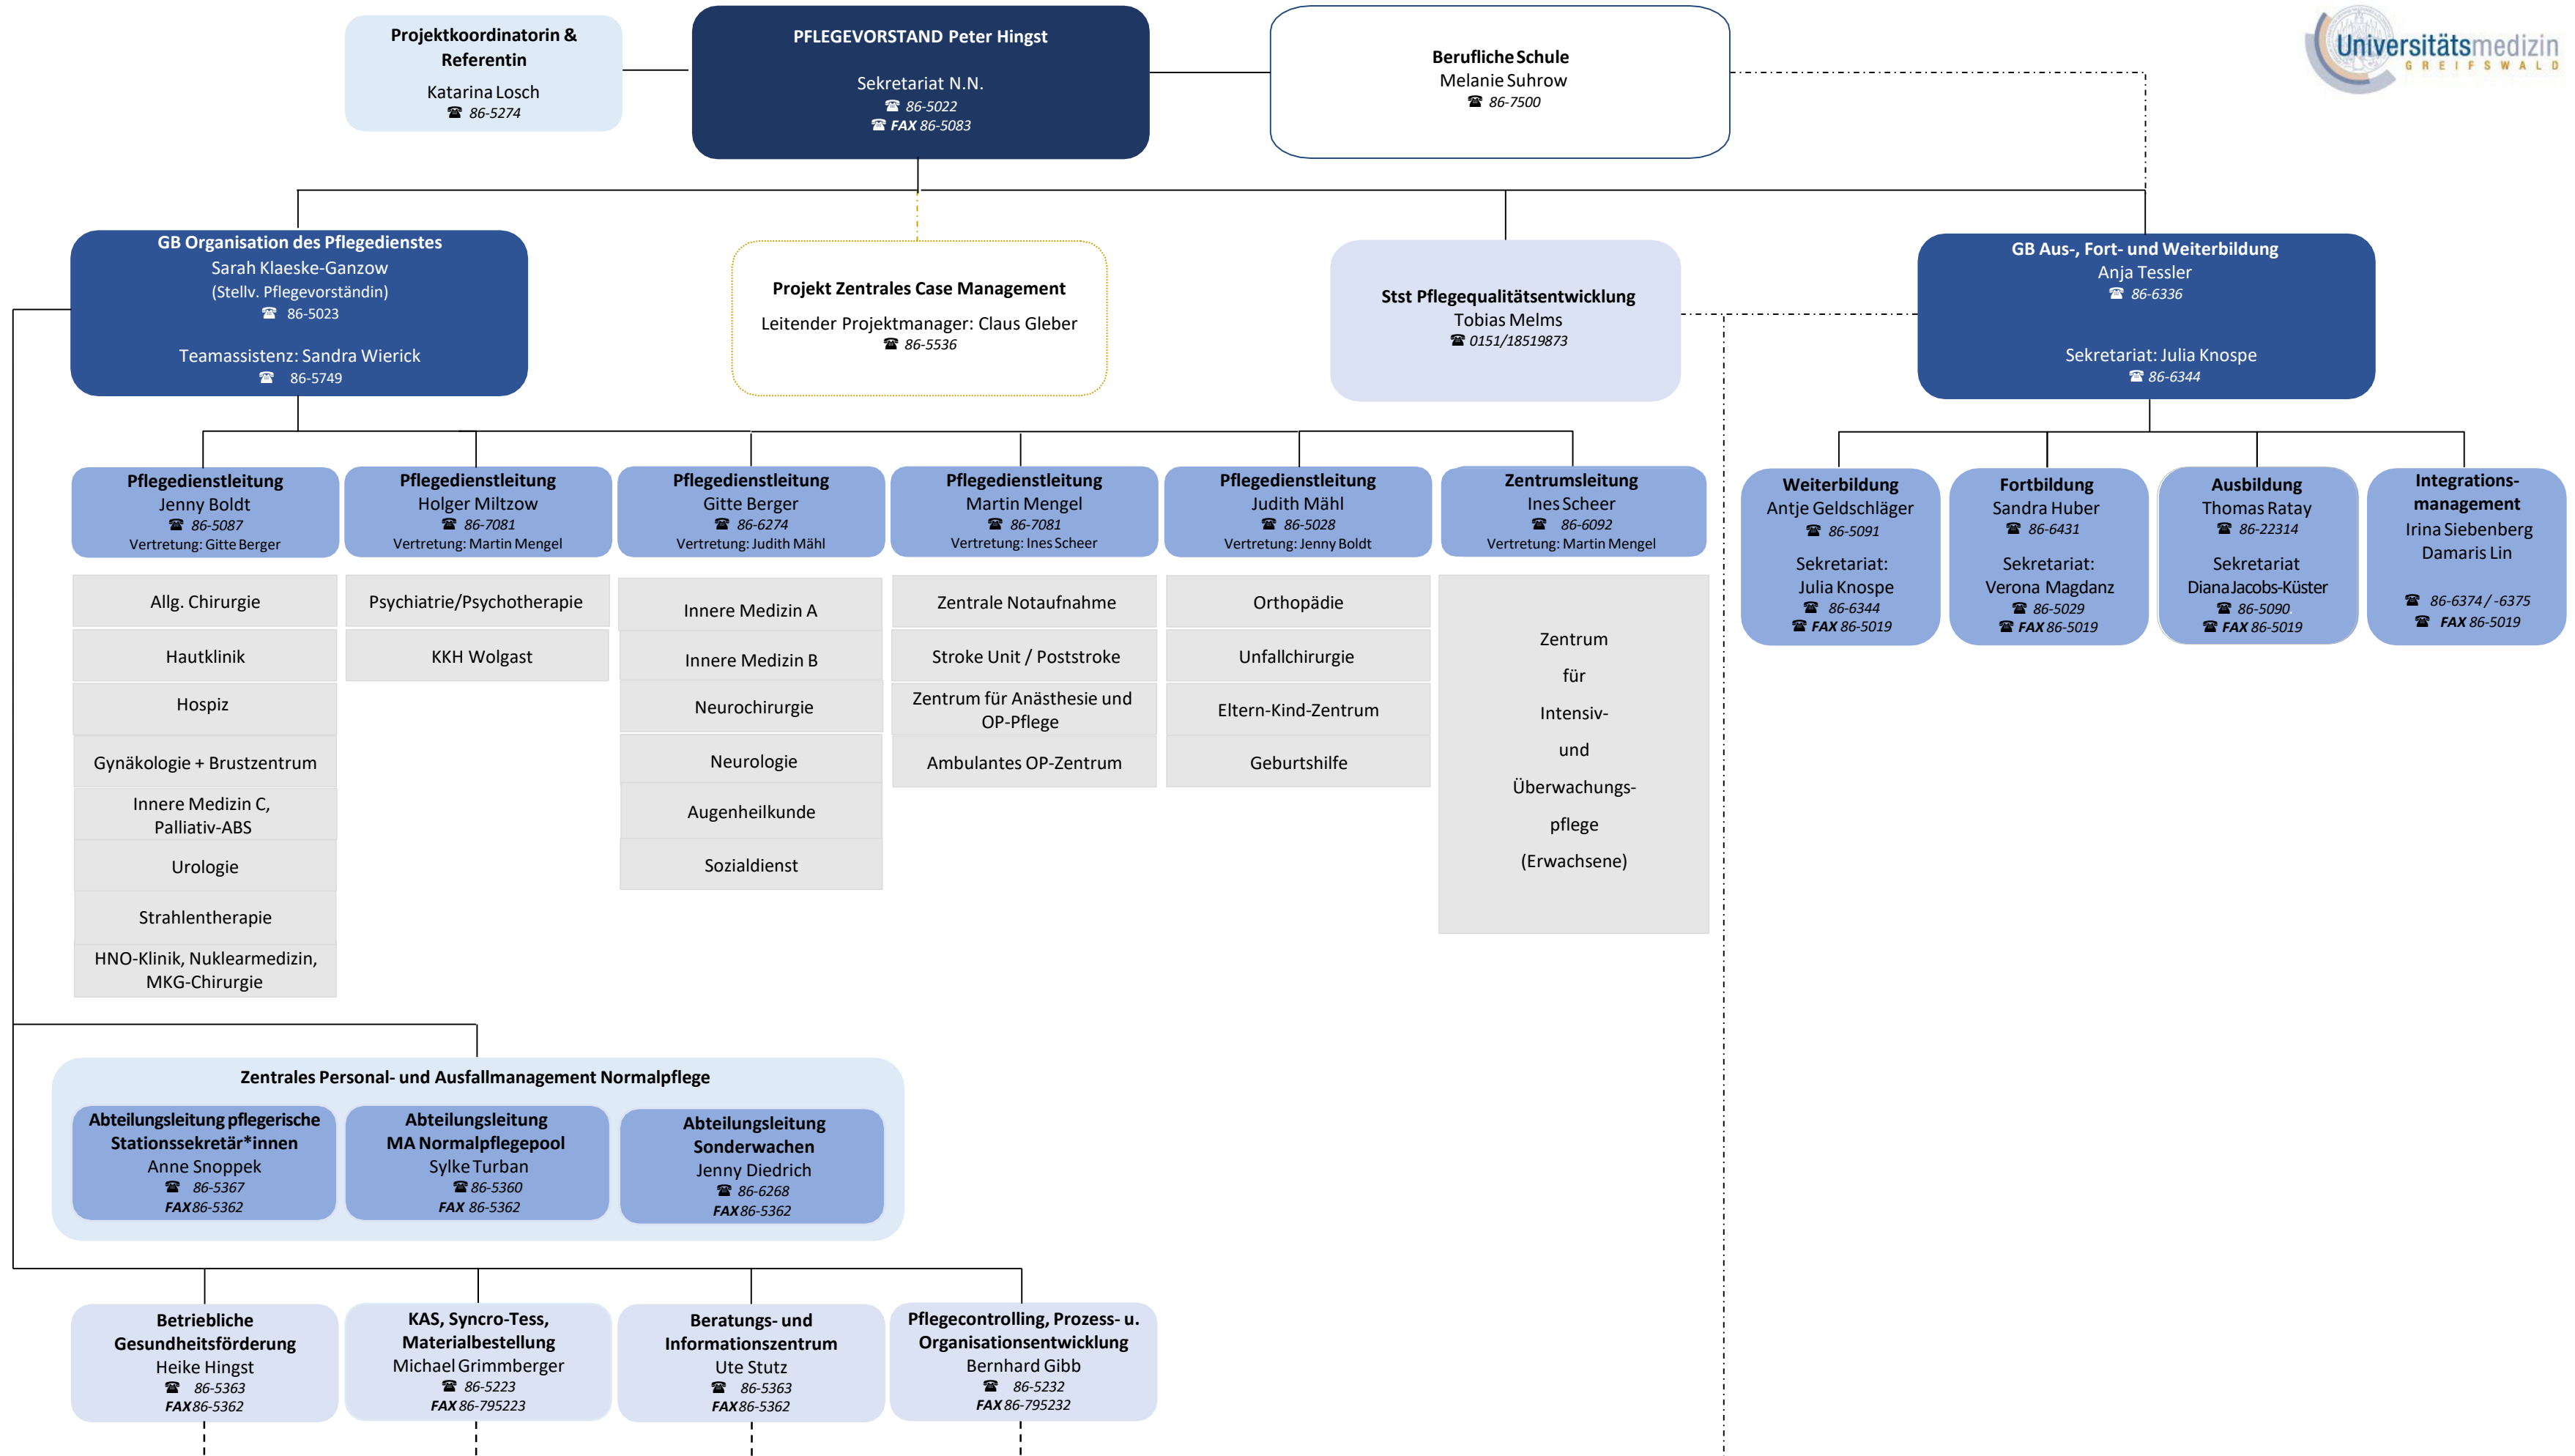 Projektkoordinatorin &
Referentin
Katarina Losch
☎ 86-5274
PFLEGEVORSTAND Peter Hingst
Sekretariat N.N.
☎ 86-5022
☎ FAX 86-5083
Berufliche Schule
Melanie Suhrow
☎ 86-7500
Universitätsmedizin
GREIFSWALD
GB Organisation des Pflegedienstes
Sarah Klaeske-Ganzow
(Stellv. Pflegevorständin)
☎ 86-5023
Teamassistenz: Sandra Wierick
☎ 86-5749
Projekt Zentrales Case Management
Leitender Projektmanager: Claus Gleber
☎ 86-5536
Stst Pflegequalitätsentwicklung
Tobias Melms
☎ 0151/18519873
GB Aus-, Fort- und Weiterbildung
Anja Tessler
☎ 86-6336
Sekretariat: Julia Knospe
☎ 86-6344
Pflegedienstleitung
Jenny Boldt
☎ 86-5087
Vertretung: Gitte Berger
Allg. Chirurgie
Hautklinik
Hospiz
Gynäkologie + Brustzentrum
Innere Medizin C,
Palliativ-ABS
Urologie
Strahlentherapie
HNO-Klinik, Nuklearmedizin,
MKG-Chirurgie
Pflegedienstleitung
Holger Miltzow
☎ 86-7081
Vertretung: Martin Mengel
Psychiatrie/Psychotherapie
KKH Wolgast
Pflegedienstleitung
Gitte Berger
☎ 86-6274
Vertretung: Judith Mähl
Innere Medizin A
Innere Medizin B
Neurochirurgie
Neurologie
Augenheilkunde
Sozialdienst
Pflegedienstleitung
Martin Mengel
☎ 86-7081
Vertretung: Ines Scheer
Zentrale Notaufnahme
Stroke Unit / Poststroke
Zentrum für Anästhesie und
OP-Pflege
Ambulantes OP-Zentrum
Pflegedienstleitung
Judith Mähl
☎ 86-5028
Vertretung: Jenny Boldt
Orthopädie
Unfallchirurgie
Eltern-Kind-Zentrum
Geburtshilfe
Zentrumsleitung
Ines Scheer
☎ 86-6092
Vertretung: Martin Mengel
Zentrum
für
Intensiv-
und
Überwachungs-
pflege
(Erwachsene)
Weiterbildung
Antje Geldschläger
☎ 86-5091
Sekretariat:
Julia Knospe
☎ 86-6344
☎ FAX 86-5019
Fortbildung
Sandra Huber
☎ 86-6431
Sekretariat:
Verona Magdanz
☎ 86-5029
☎ FAX 86-5019
Ausbildung
Thomas Ratay
☎ 86-22314
Sekretariat
Diana Jacobs-Küster
☎ 86-5090
☎ FAX 86-5019
Integrations-
management
Irina Siebenberg
Damaris Lin
☎ 86-6374 / -6375
☎ FAX 86-5019
Zentrales Personal- und Ausfallmanagement Normalpflege
Abteilungsleitung pflegerische
Stationssekretär*innen
Anne Snoppek
☎ 86-5367
FAX 86-5362
Abteilungsleitung
MA Normalpflegepool
Sylke Turban
☎ 86-5360
FAX 86-5362
Abteilungsleitung
Sonderwachen
Jenny Diedrich
☎ 86-6268
FAX 86-5362
Betriebliche
Gesundheitsförderung
Heike Hingst
☎ 86-5363
FAX 86-5362
KAS, Syncro-Tess,
Materialbestellung
Michael Grimmberger
☎ 86-5223
FAX 86-795223
Beratungs- und
Informationszentrum
Ute Stutz
☎ 86-5363
FAX 86-5362
Pflegecontrolling, Prozess- u.
Organisationsentwicklung
Bernhard Gibb
☎ 86-5232
FAX 86-795232